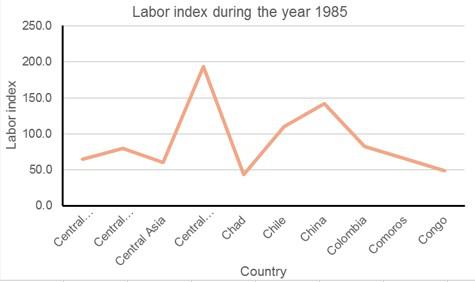 Labor index during the year 1985
250.0
200.0
150.0
100.0
50.0
0.0
Labor index
Central...
Central...
Central Asia
Central...
Chad
Chile
China
Colombia
Comoros
Congo
Country